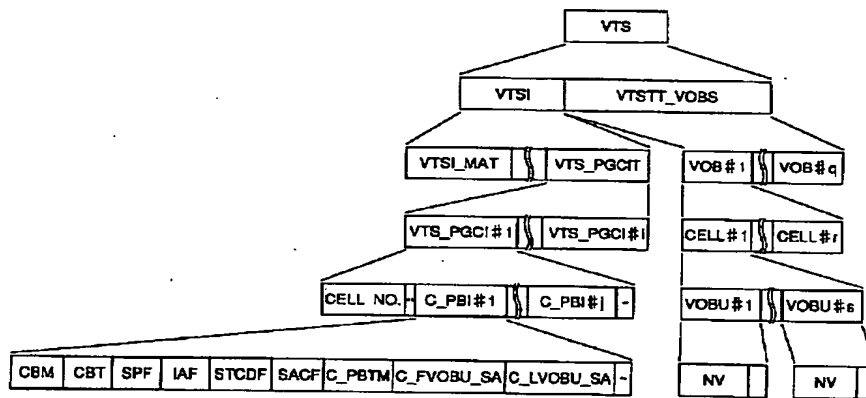 VTS
VTSI VTSTT_VOBS
VTSI_MAT VTS_PGCIT VOB#1 VOB#q
VTS_PGCI#1 VTS_PGCI#i CELL#1 CELL#r
CELL NO. - C_PBI#1 C_PBI#j - VOBU#1 VOBU#s
CBM CBT SPF IAF STCDF SACF C_PBTM C_FVOBU_SA C_LVOBU_SA - NV NV